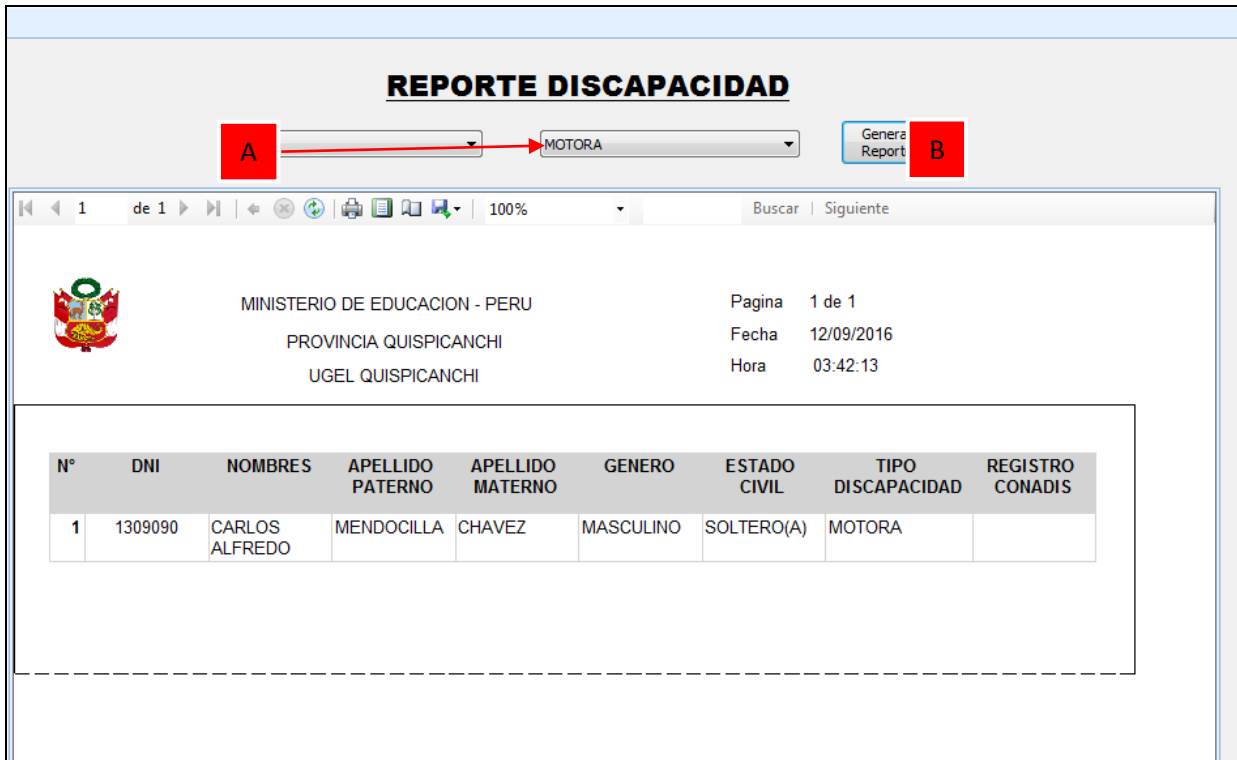 REPORTE DISCAPACIDAD
A
MOTORA
Genera
Report
B
1 de 1
100%
Buscar | Siguiente
MINISTERIO DE EDUCACION - PERU
Pagina 1 de 1
PROVINCIA QUISPICANCHI
Fecha 12/09/2016
UGEL QUISPICANCHI
Hora 03:42:13
N° DNI NOMBRES APELLIDO PATERNO APELLIDO MATERNO GENERO ESTADO CIVIL TIPO DISCAPACIDAD REGISTRO CONADIS
1 1309090 CARLOS ALFREDO MENDOCILLA CHAVEZ MASCULINO SOLTERO(A) MOTORA